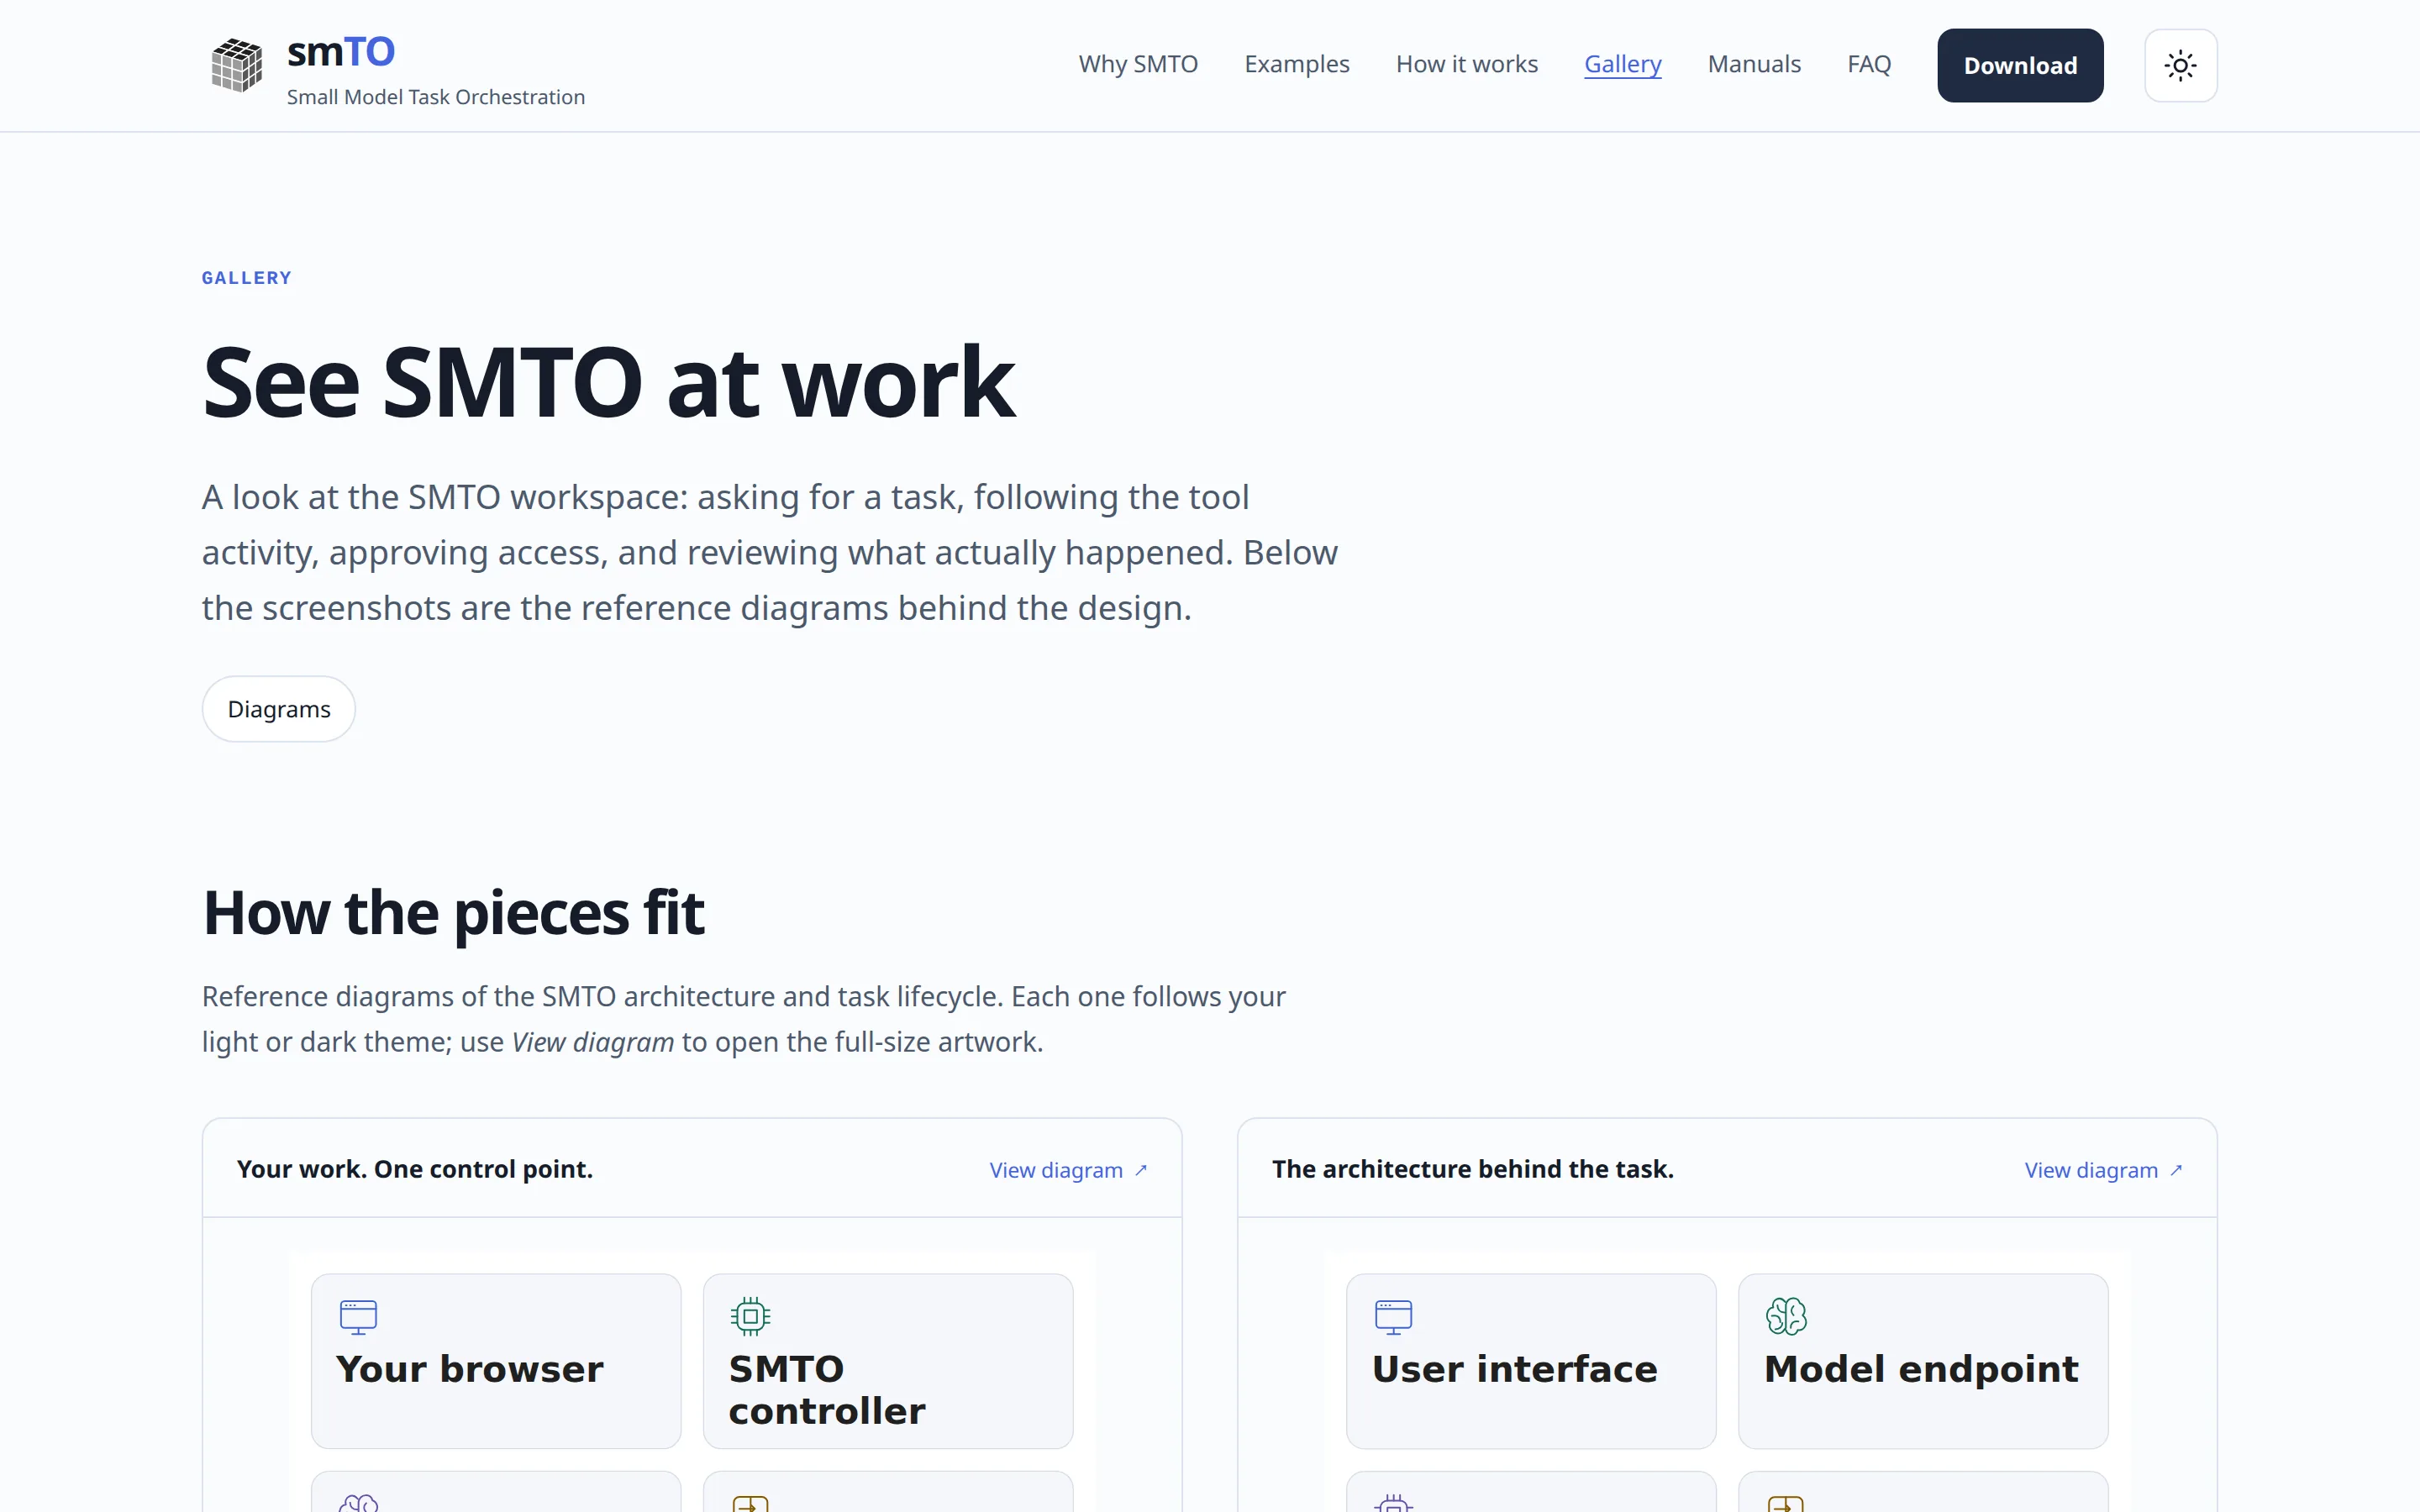 smTO
Small Model Task Orchestration
Why SMTO
Examples
How it works
Gallery
Manuals
FAQ
Download
GALLERY
See SMTO at work
A look at the SMTO workspace: asking for a task, following the tool
activity, approving access, and reviewing what actually happened. Below
the screenshots are the reference diagrams behind the design.
Diagrams
How the pieces fit
Reference diagrams of the SMTO architecture and task lifecycle. Each one follows your
light or dark theme; use View diagram to open the full-size artwork.
Your work. One control point.
View diagram ↗
Your browser
SMTO
controller
The architecture behind the task.
View diagram ↗
User interface
Model endpoint